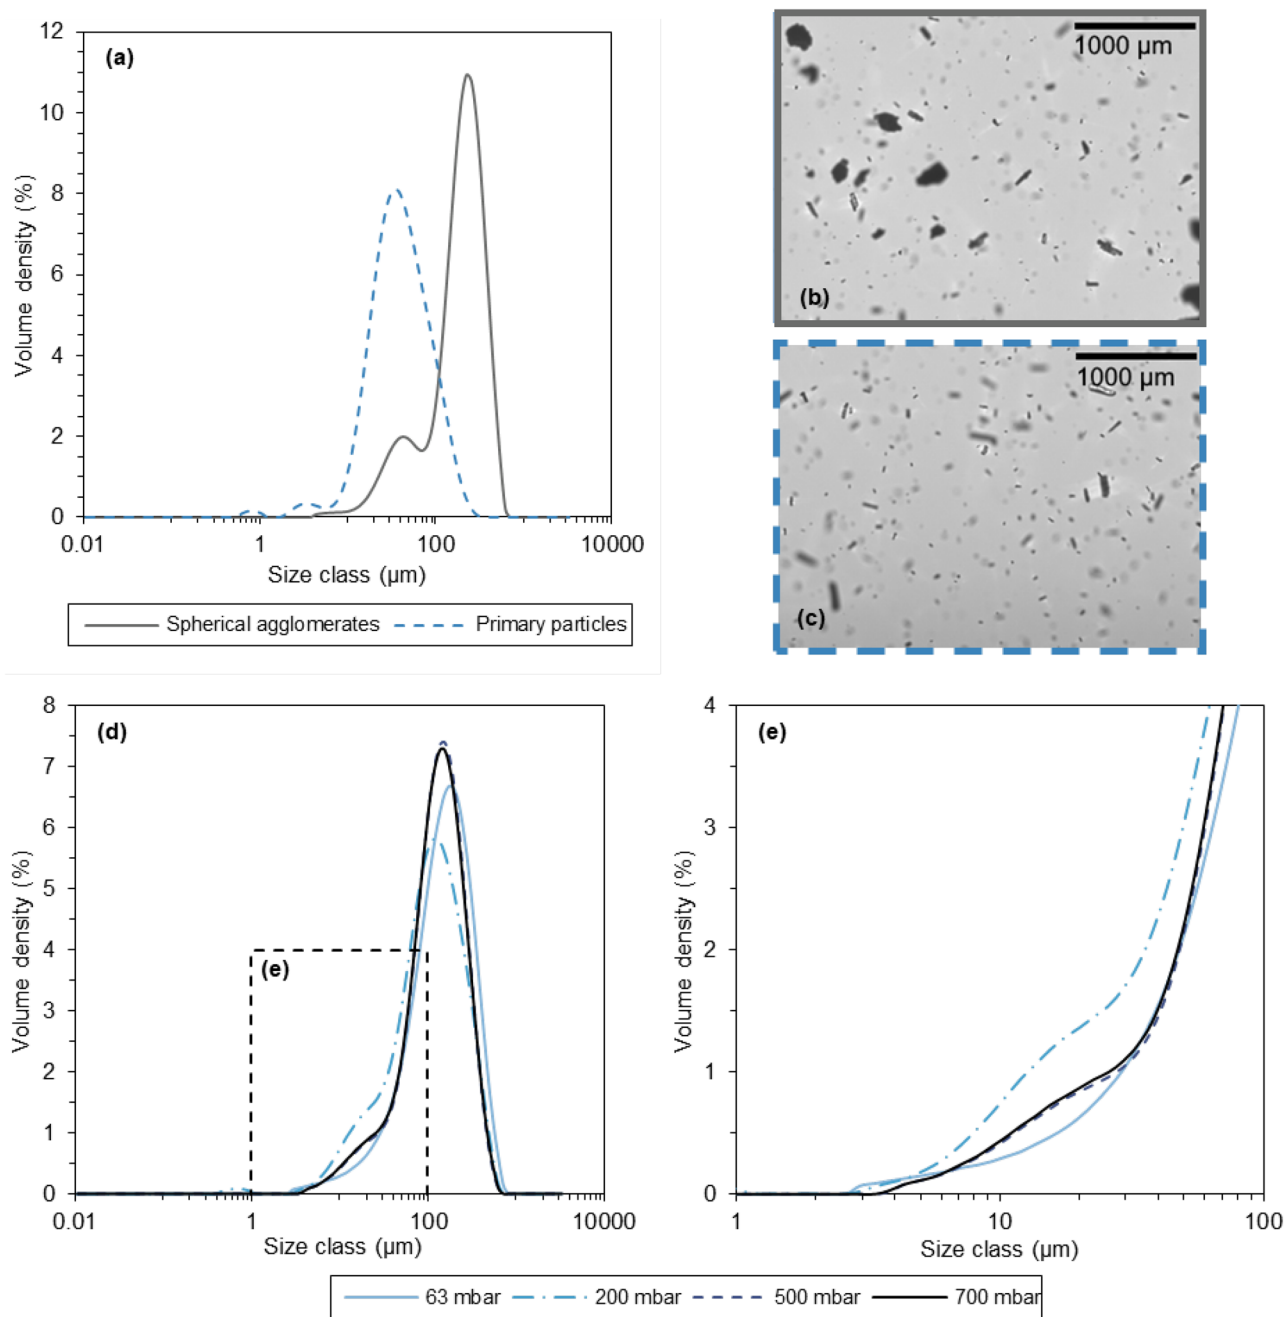 12
10
8
6
4
2
0
Volume density (%)
(a)
0.01
1
100
10000
Size class (µm)
Spherical agglomerates
Primary particles
1000 µm
(b)
1000 µm
(c)
8
7
6
5
4
3
2
1
0
Volume density (%)
(d)
(e)
0.01
1
100
10000
Size class (µm)
4
3
2
1
0
Volume density (%)
(e)
1
10
100
Size class (µm)
63 mbar
200 mbar
500 mbar
700 mbar